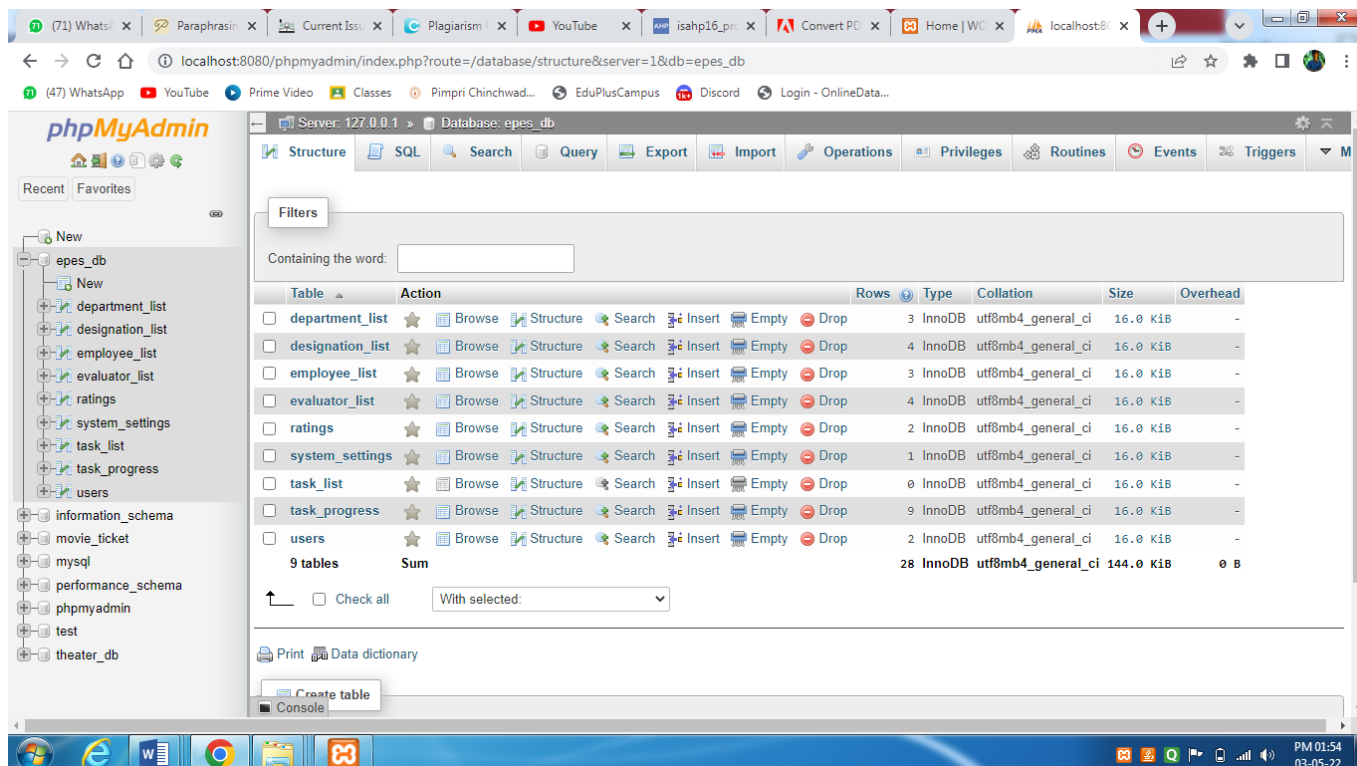 (71) Whats
Paraphrasin
Current Issu
Plagiarism
YouTube
isahp16_pro
Convert PD
Home | WO
localhost:80
localhost:8080/phpmyadmin/index.php?route=/database/structure&server=1&db=epes_db
(47) WhatsApp YouTube Prime Video Classes Pimpri Chinchwad... EduPlusCampus Discord Login - OnlineData...
phpMyAdmin
Recent Favorites
New
epes_db
New
department_list
designation_list
employee_list
evaluator_list
ratings
system_settings
task_list
task_progress
users
information_schema
movie_ticket
mysql
performance_schema
phpmyadmin
test
theater_db
Server: 127.0.0.1 » Database: epes_db
Structure SQL Search Query Export Import Operations Privileges Routines Events Triggers M
Filters
Containing the word:
Table Action Rows Type Collation Size Overhead
department_list Browse Structure Search Insert Empty Drop 3 InnoDB utf8mb4_general_ci 16.0 KiB -
designation_list Browse Structure Search Insert Empty Drop 4 InnoDB utf8mb4_general_ci 16.0 KiB -
employee_list Browse Structure Search Insert Empty Drop 3 InnoDB utf8mb4_general_ci 16.0 KiB -
evaluator_list Browse Structure Search Insert Empty Drop 4 InnoDB utf8mb4_general_ci 16.0 KiB -
ratings Browse Structure Search Insert Empty Drop 2 InnoDB utf8mb4_general_ci 16.0 KiB -
system_settings Browse Structure Search Insert Empty Drop 1 InnoDB utf8mb4_general_ci 16.0 KiB -
task_list Browse Structure Search Insert Empty Drop 0 InnoDB utf8mb4_general_ci 16.0 KiB -
task_progress Browse Structure Search Insert Empty Drop 9 InnoDB utf8mb4_general_ci 16.0 KiB -
users Browse Structure Search Insert Empty Drop 2 InnoDB utf8mb4_general_ci 16.0 KiB -
9 tables Sum 28 InnoDB utf8mb4_general_ci 144.0 KiB 0 B
Check all With selected:
Print Data dictionary
Create table
Console
PM 01:54
03-05-22